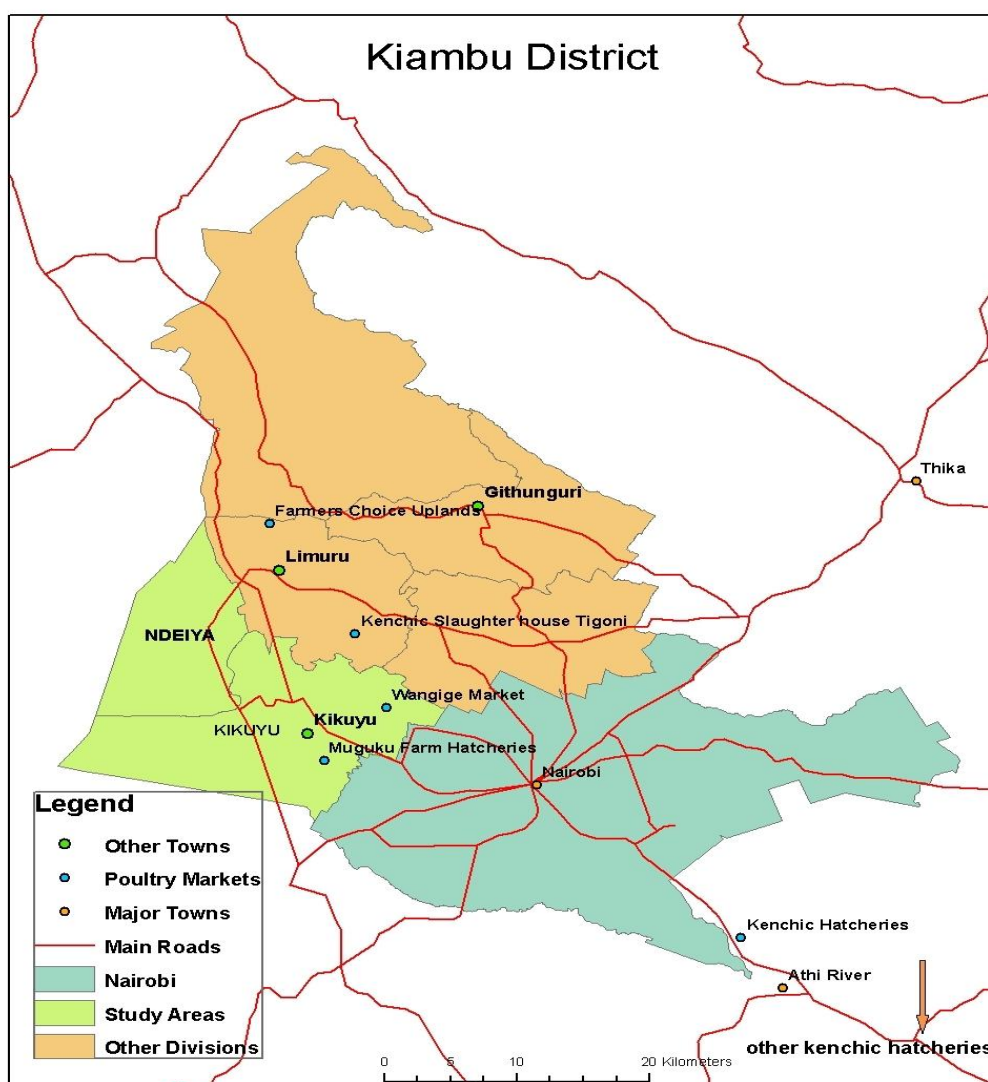 Kiambu District
Thika
Githunguri
Farmers Choice Uplands
Limuru
Kenchic Slaughter house Tigoni
NDEIYA
Wangige Market
KIKUYU
Kikuyu
Muguku Farm Hatcheries
Nairobi
Legend
Other Towns
Poultry Markets
Major Towns
Main Roads
Nairobi
Study Areas
Other Divisions
Kenchic Hatcheries
Athi River
other kenchic hatcheries
0 5 10 20 Kilometers